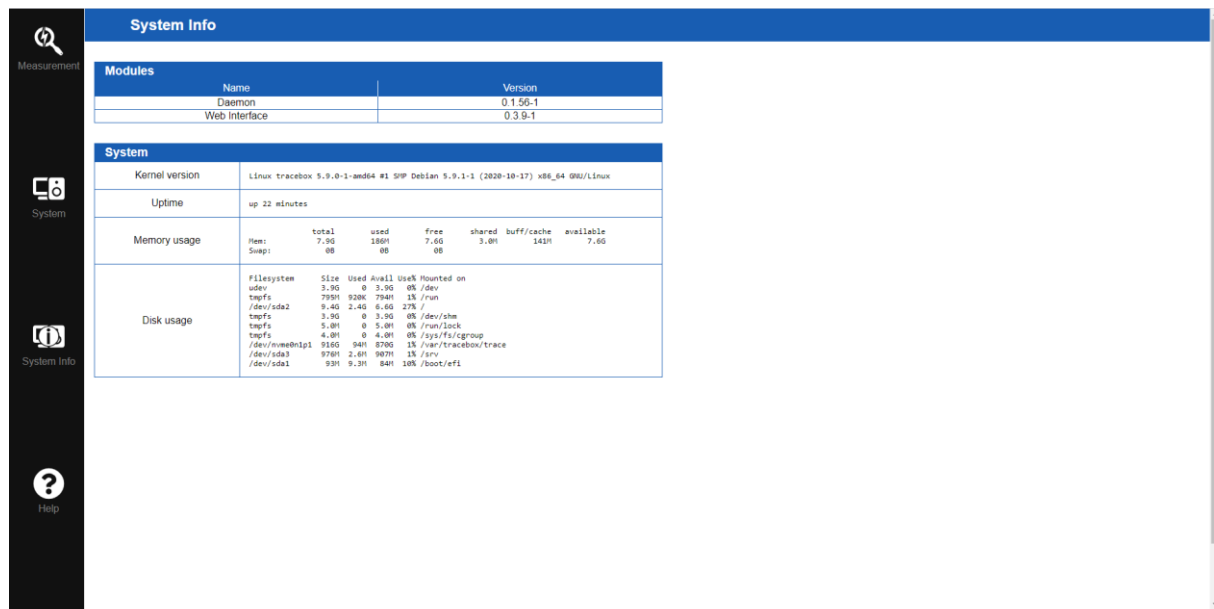 System Info
Measurement
System
System Info
Help
Modules
Name Version
Daemon 0.1.56-1
Web Interface 0.3.9-1
System
Kernel version Linux tracebox 5.9.0-1-amd64 #1 SMP Debian 5.9.1-1 (2020-10-17) x86_64 GNU/Linux
Uptime up 22 minutes
Memory usage
total used free shared buff/cache available
Mem: 7.9G 186M 7.6G 3.0M 141M 7.6G
Swap: 0B 0B 0B
Disk usage
Filesystem Size Used Avail Use% Mounted on
udev 3.9G 0 3.9G 0% /dev
tmpfs 795M 920K 794M 1% /run
/dev/sda2 9.4G 2.4G 6.6G 27% /
tmpfs 3.9G 0 3.9G 0% /dev/shm
tmpfs 5.0M 0 5.0M 0% /run/lock
tmpfs 4.0M 0 4.0M 0% /sys/fs/cgroup
/dev/nvme0n1p1 916G 94M 870G 1% /var/tracebox/trace
/dev/sda3 976M 2.6M 907M 1% /srv
/dev/sda1 93M 9.3M 84M 10% /boot/efi